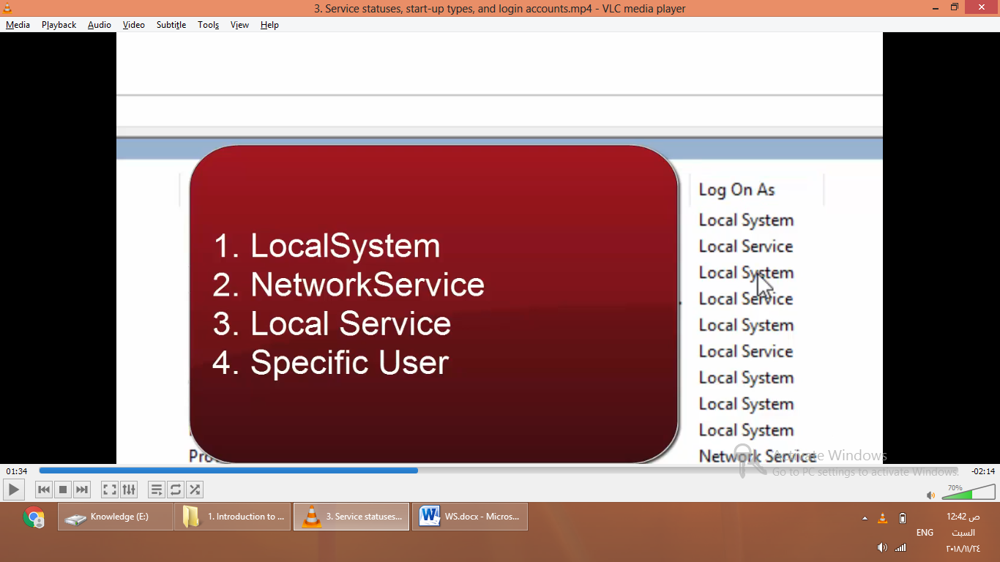 3. Service statuses, start-up types, and login accounts.mp4 - VLC media player
Media Playback Audio Video Subtitle Tools View Help
Log On As
Local System
Local Service
Local System
Local Service
Local System
Local Service
Local System
Local System
Local System
Network Service
1. LocalSystem
2. NetworkService
3. Local Service
4. Specific User
Activate Windows
Go to PC settings to activate Windows.
01:34
-02:14
70%
Knowledge (E:)
1. Introduction to ...
3. Service statuses...
WS.docx - Micros...
ENG
12:42 ص
السبت
٢٠١٨/١١/٢٤